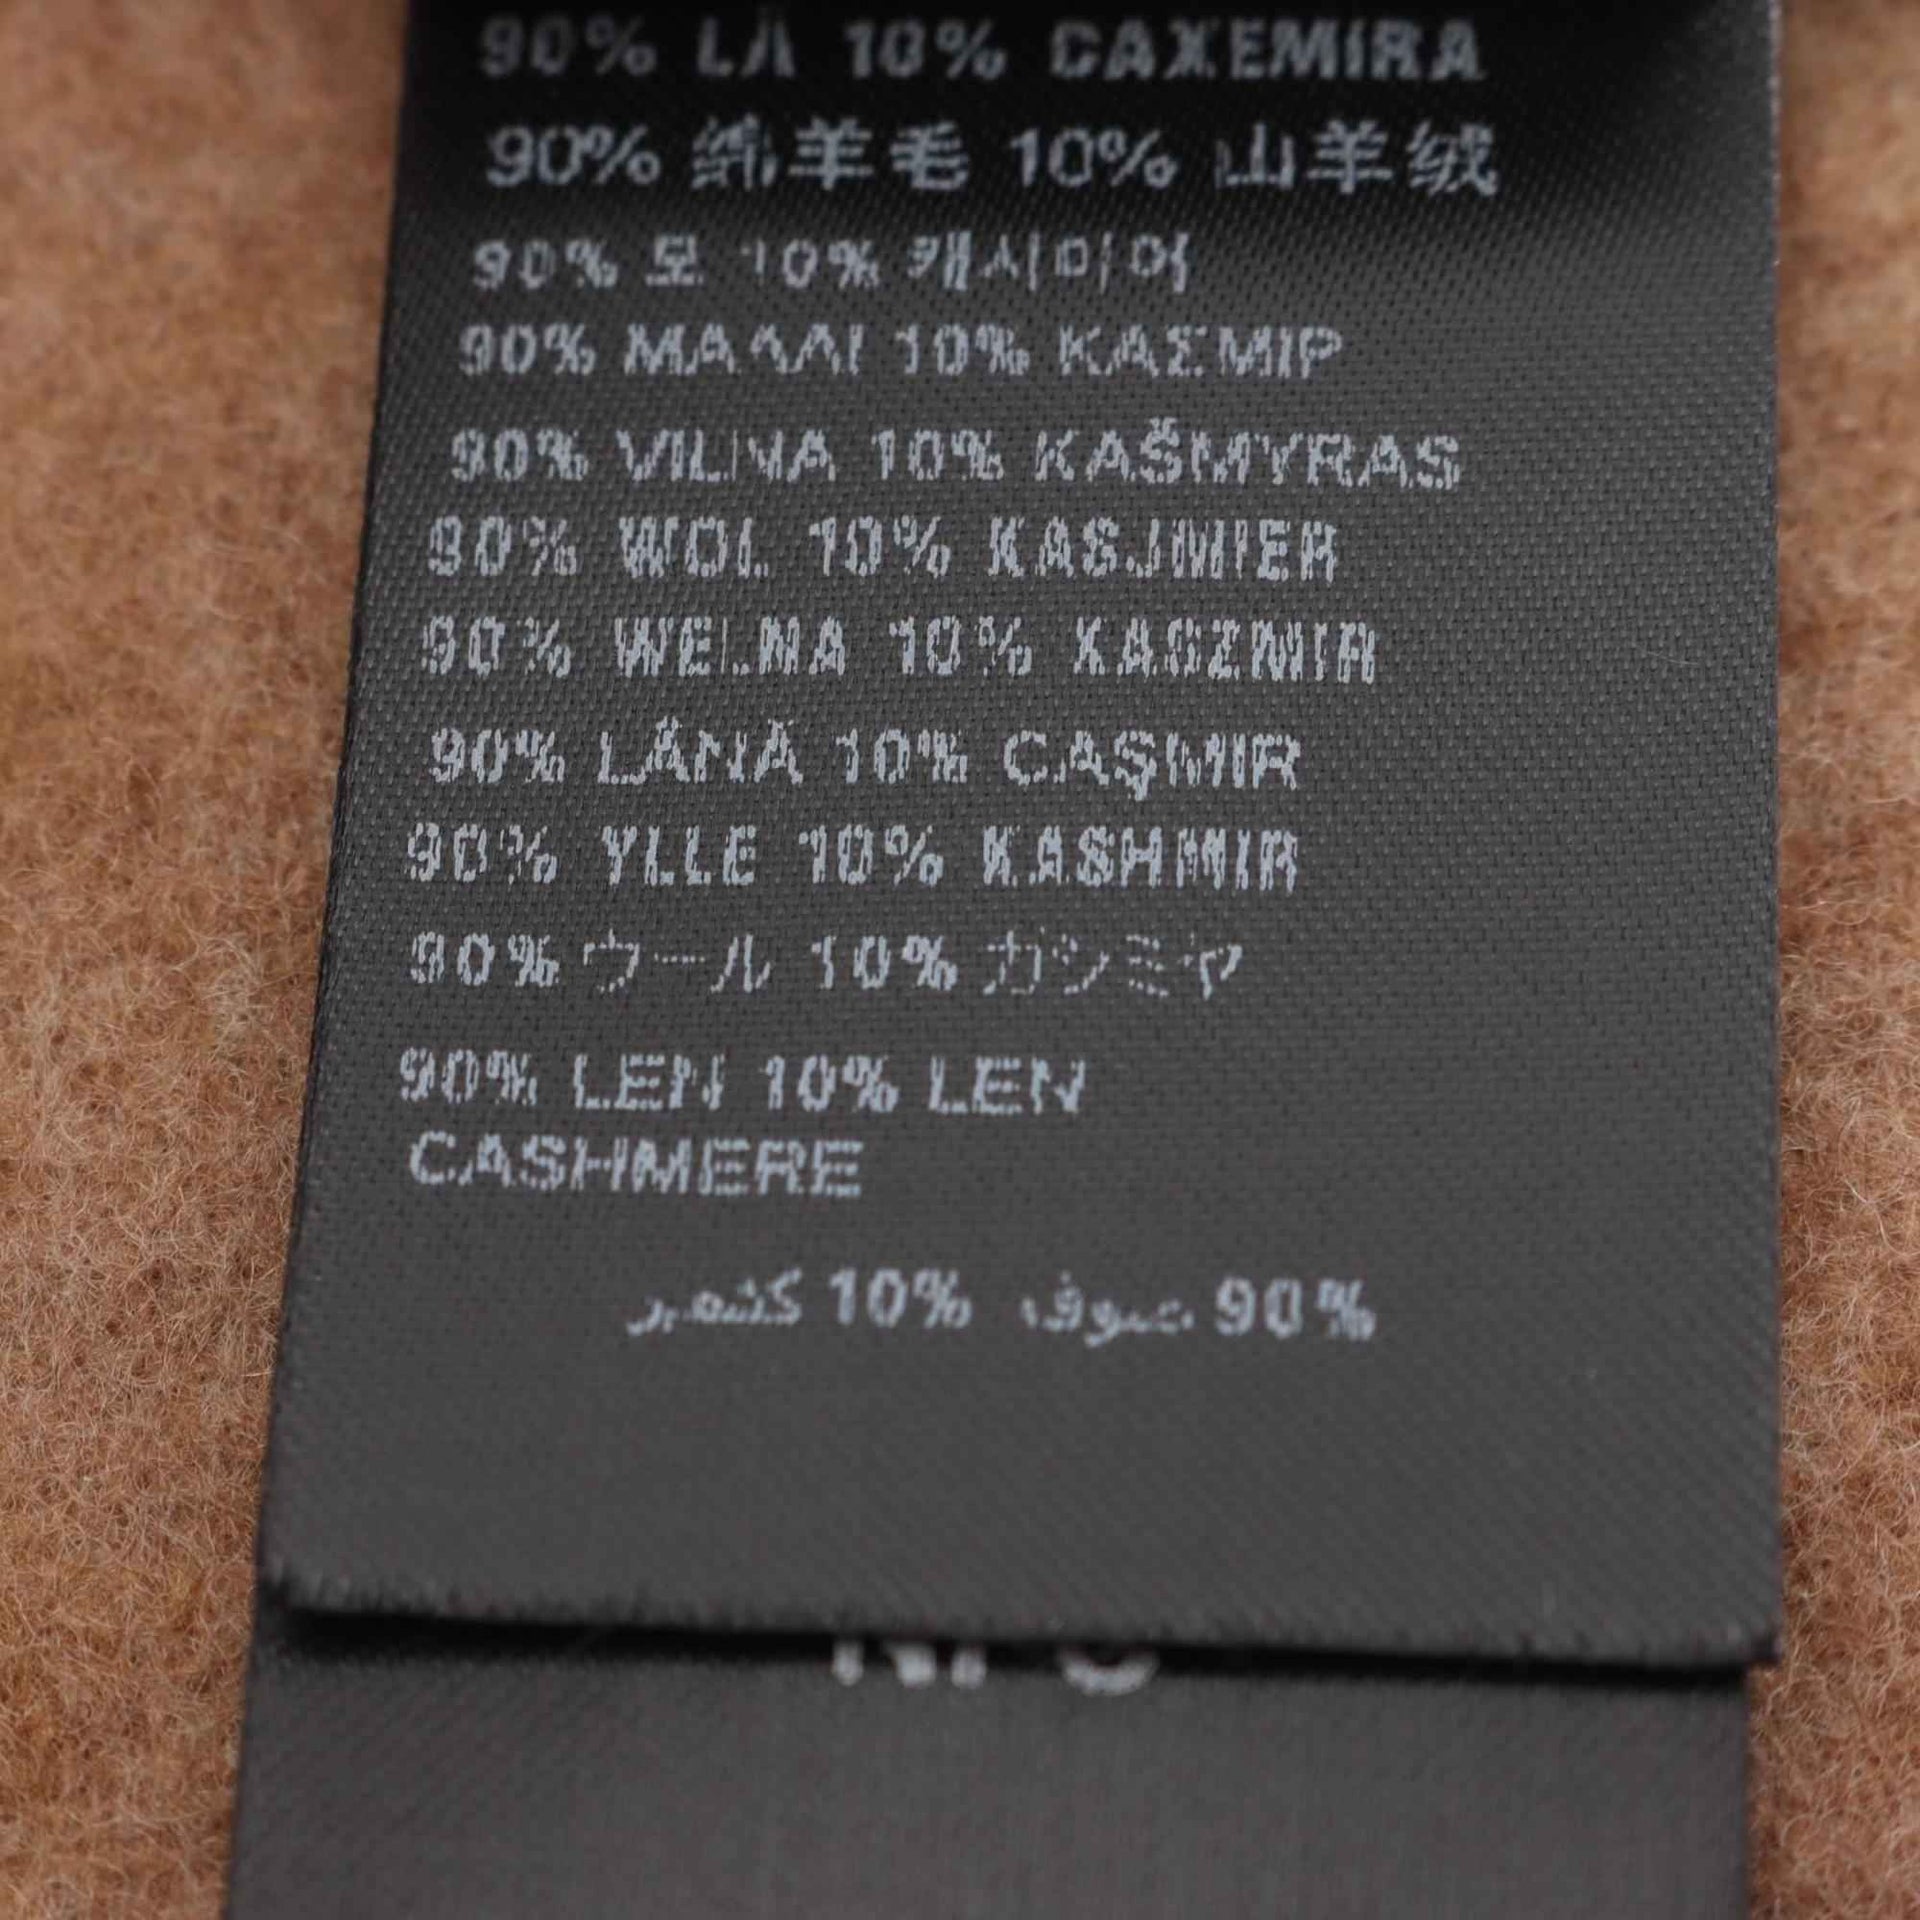 90% LÃ 10% CAXEMIRA
90% 绵羊毛 10% 山羊绒
90% 모 10% 캐시미어
90% ΜΑΛΛΙ 10% ΚΑΣΜΙΡ
90% VILNA 10% KAŠMYRAS
90% WOL 10% KASJMIER
90% WEŁNA 10% KASZMIR
90% LÂNĂ 10% CAŞMIR
90% YLLE 10% KASHMIR
90% ウール 10% カシミヤ
90% LEN 10% LEN
CASHMERE
90% صوف 10% كشمير